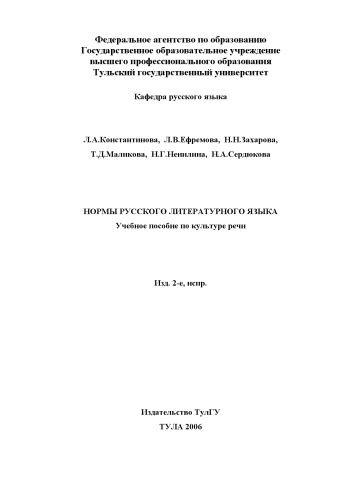 Федеральное агентство по образованию
Государственное образовательное учреждение
высшего профессионального образования
Тульский государственный университет
Кафедра русского языка
Л.А.Константинова, Л.В.Ефремова, Н.Н.Захарова,
Т.Д.Маликова, Н.Г.Ненилина, Н.А.Сердюкова
НОРМЫ РУССКОГО ЛИТЕРАТУРНОГО ЯЗЫКА
Учебное пособие по культуре речи
Изд. 2-е, испр.
Издательство ТулГУ
ТУЛА 2006